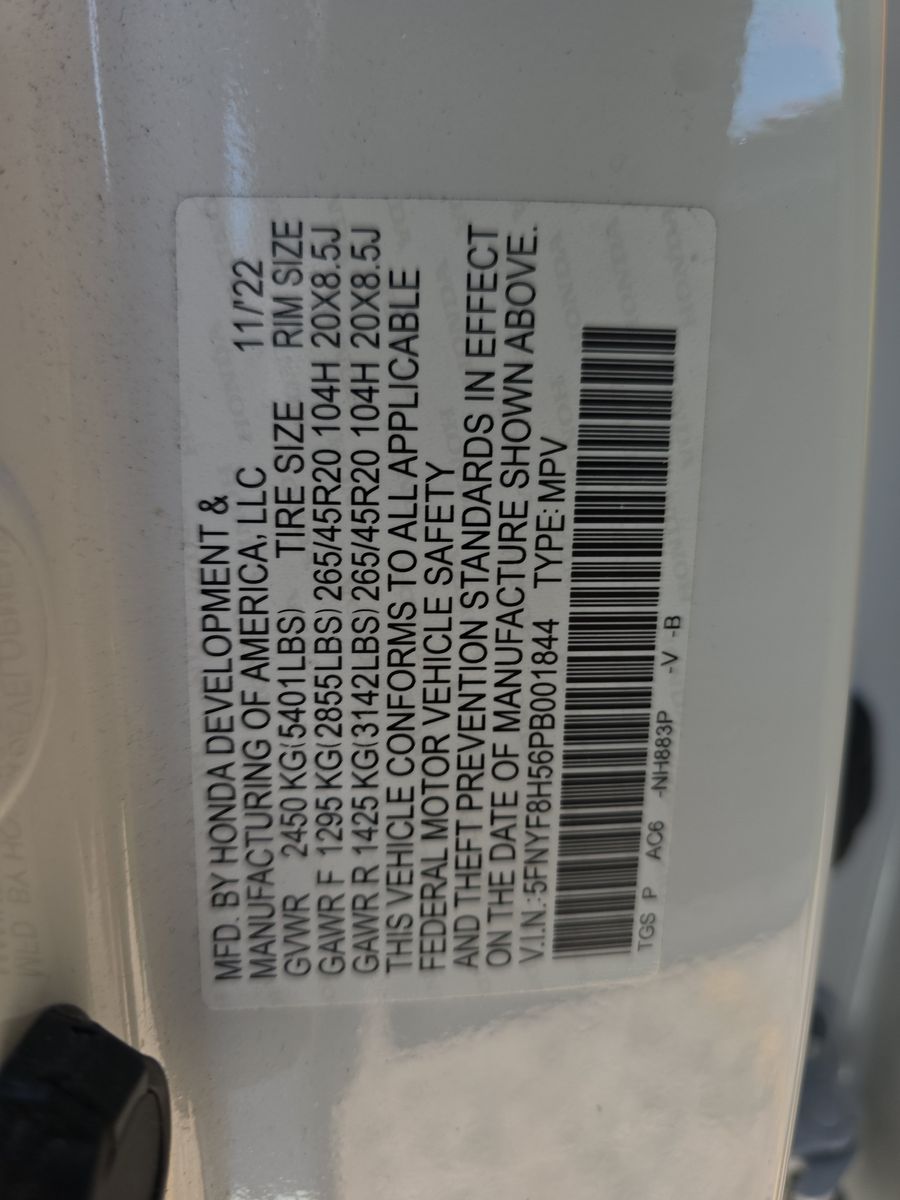 MFD. BY HONDA DEVELOPMENT &
MANUFACTURING OF AMERICA, LLC 11/'22
GVWR 2450 KG(5401LBS) TIRE SIZE RIM SIZE
GAWR F 1295 KG(2855LBS) 265/45R20 104H 20X8.5J
GAWR R 1425 KG(3142LBS) 265/45R20 104H 20X8.5J
THIS VEHICLE CONFORMS TO ALL APPLICABLE
FEDERAL MOTOR VEHICLE SAFETY
AND THEFT PREVENTION STANDARDS IN EFFECT
ON THE DATE OF MANUFACTURE SHOWN ABOVE.
V.I.N.:5FNYF8H56PB001844 TYPE: MPV
TGS P AC6 -NH883P -V -B